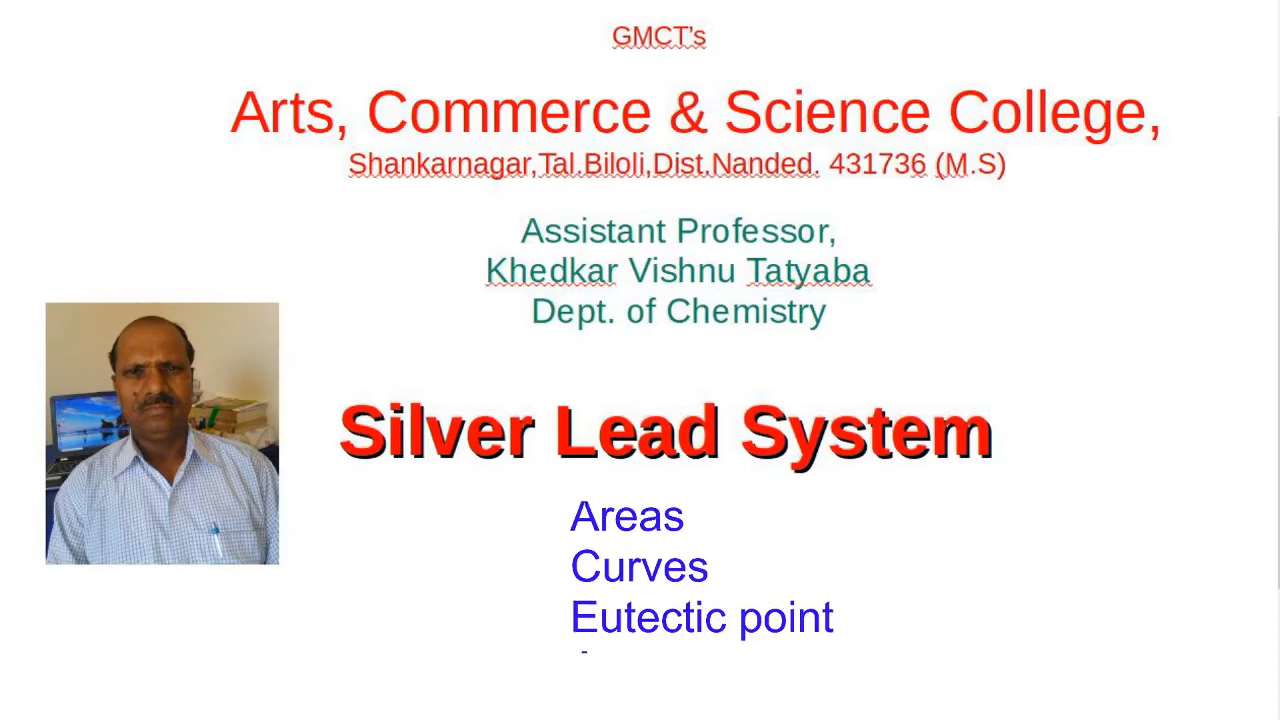 GMCT's
Arts, Commerce & Science College,
Shankarnagar,Tal.Biloli,Dist.Nanded. 431736 (M.S)
Assistant Professor,
Khedkar Vishnu Tatyaba
Dept. of Chemistry
Silver Lead System
Areas
Curves
Eutectic point